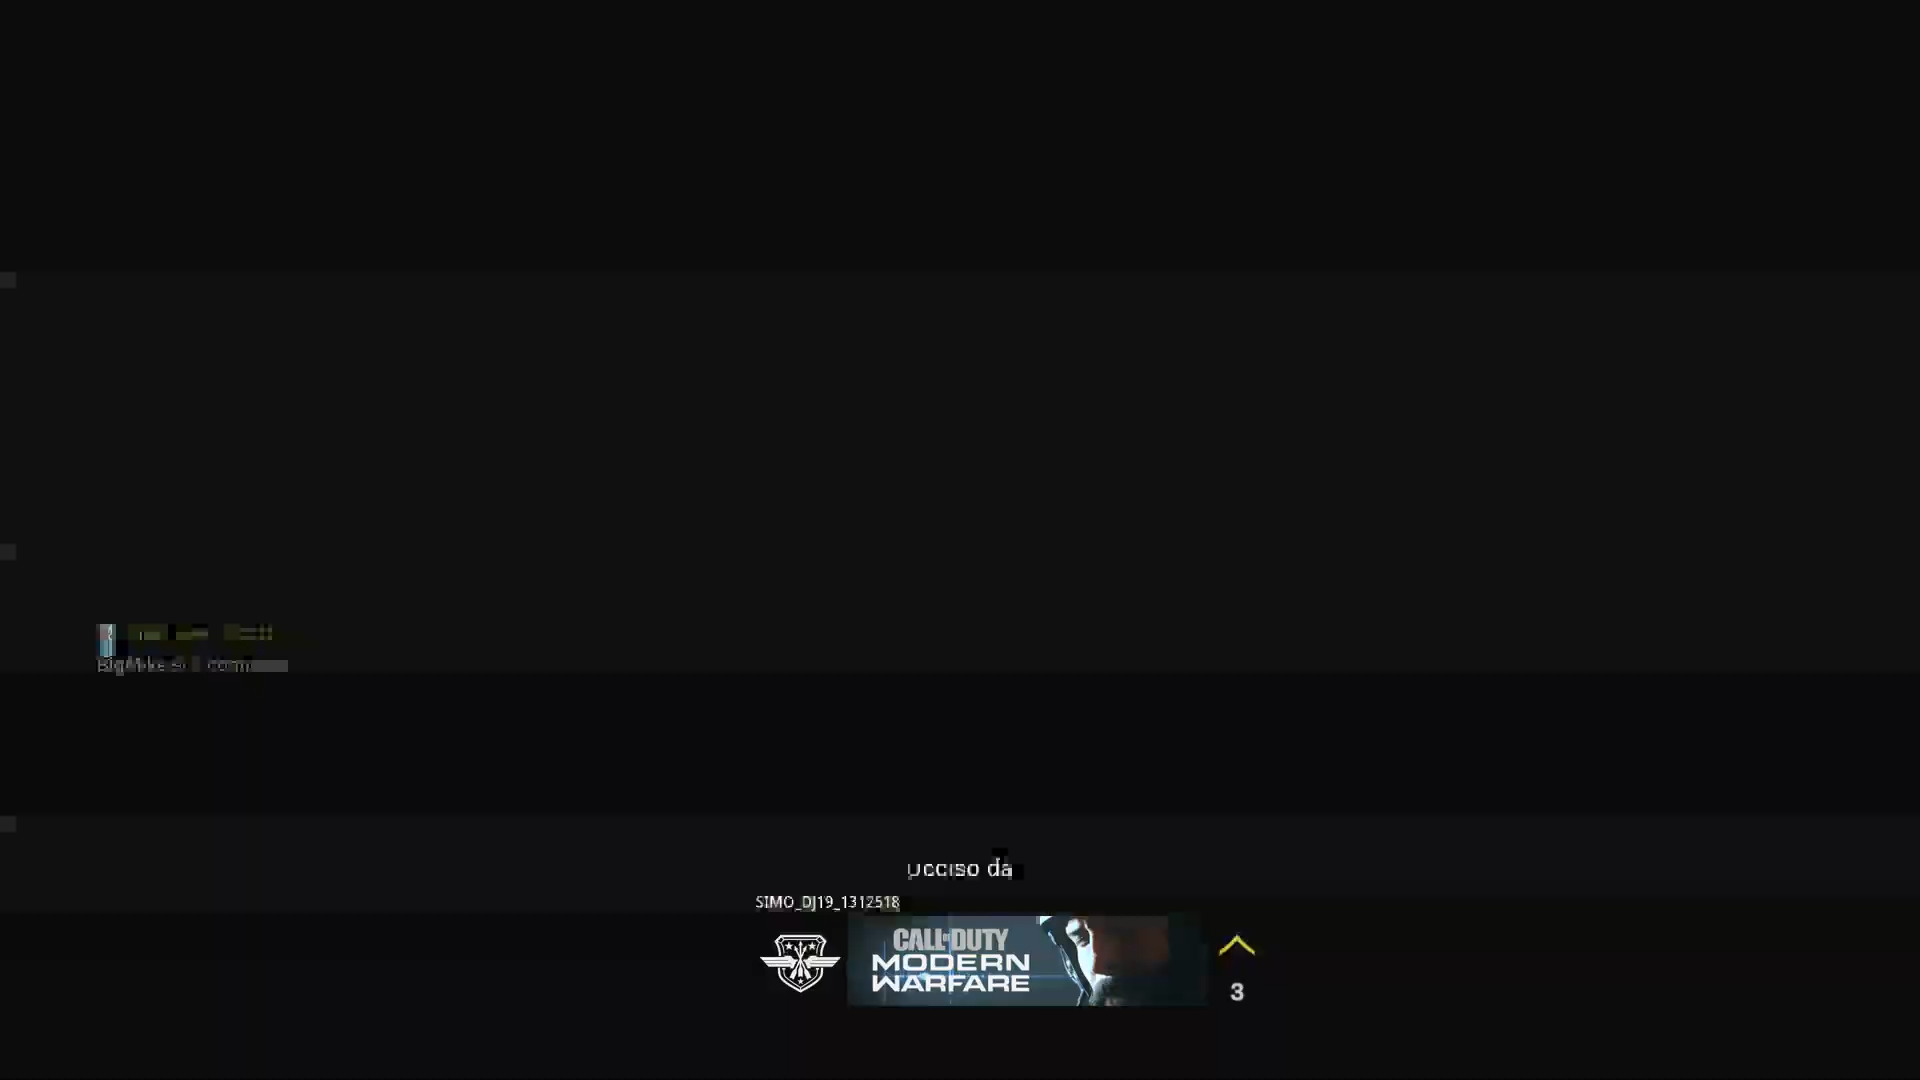 ucciso da
SIMO_DJ19_1312518
CALL OF DUTY
MODERN
WARFARE
3